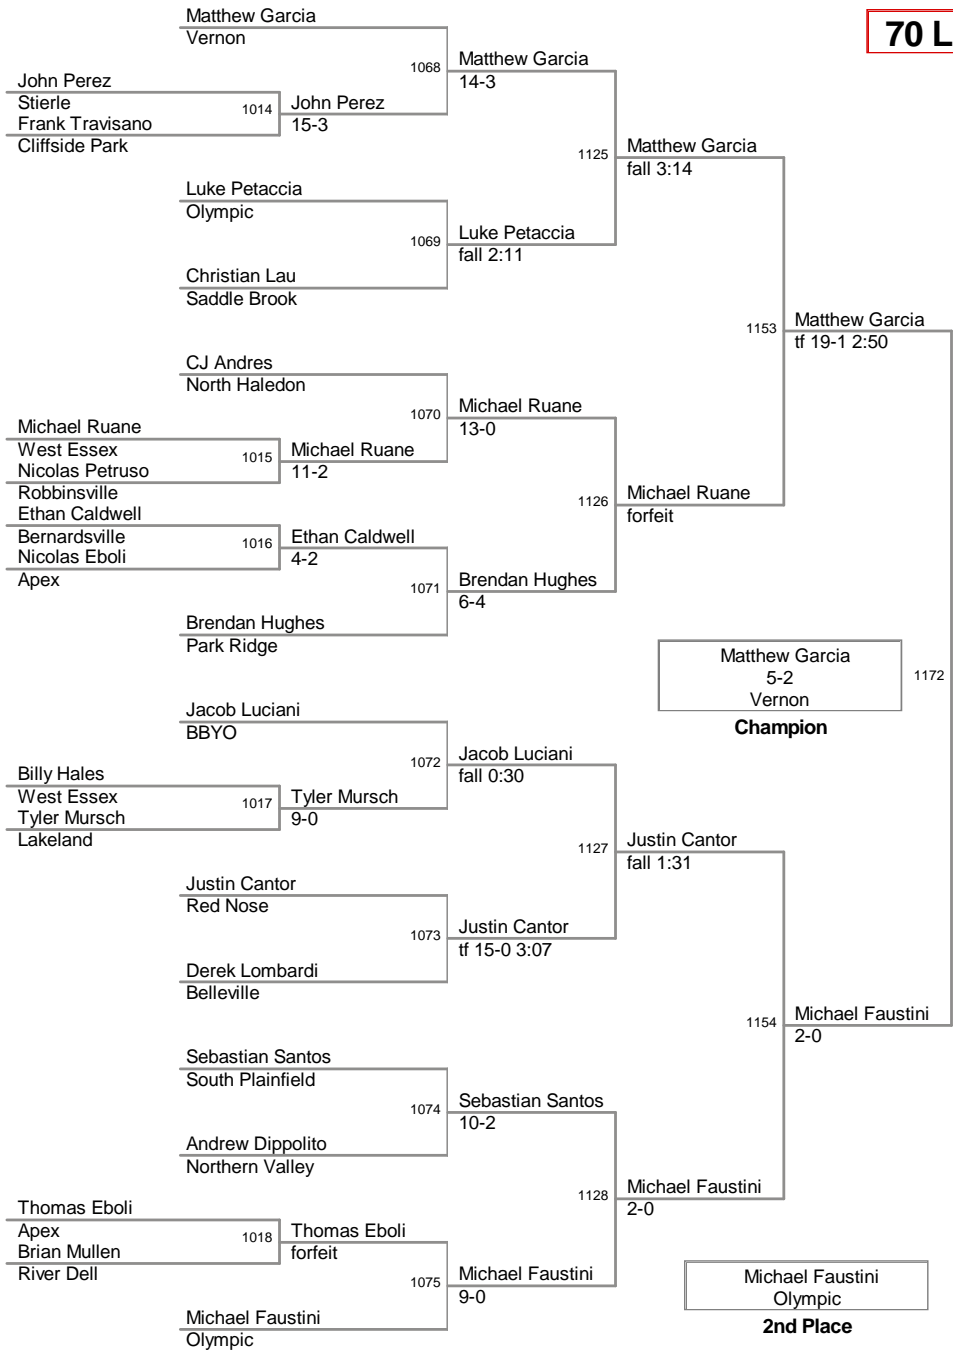 Matthew Garcia
Vernon
70 L
1068
Matthew Garcia
14-3
John Perez
Stierle
1014
John Perez
15-3
Frank Travisano
Cliffside Park
1125
Matthew Garcia
fall 3:14
Luke Petaccia
Olympic
1069
Luke Petaccia
fall 2:11
Christian Lau
Saddle Brook
1153
Matthew Garcia
tf 19-1 2:50
CJ Andres
North Haledon
1070
Michael Ruane
13-0
Michael Ruane
West Essex
1015
Michael Ruane
11-2
Nicolas Petruso
Robbinsville
1126
Michael Ruane
forfeit
Ethan Caldwell
Bernardsville
1016
Ethan Caldwell
4-2
Nicolas Eboli
Apex
1071
Brendan Hughes
6-4
Brendan Hughes
Park Ridge
Matthew Garcia
5-2
Vernon
Champion
1172
Jacob Luciani
BBYO
1072
Jacob Luciani
fall 0:30
Billy Hales
West Essex
1017
Tyler Mursch
9-0
Tyler Mursch
Lakeland
1127
Justin Cantor
fall 1:31
Justin Cantor
Red Nose
1073
Justin Cantor
tf 15-0 3:07
Derek Lombardi
Belleville
1154
Michael Faustini
2-0
Sebastian Santos
South Plainfield
1074
Sebastian Santos
10-2
Andrew Dippolito
Northern Valley
1128
Michael Faustini
2-0
Thomas Eboli
Apex
1018
Thomas Eboli
forfeit
Brian Mullen
River Dell
1075
Michael Faustini
9-0
Michael Faustini
Olympic
Michael Faustini
Olympic
2nd Place